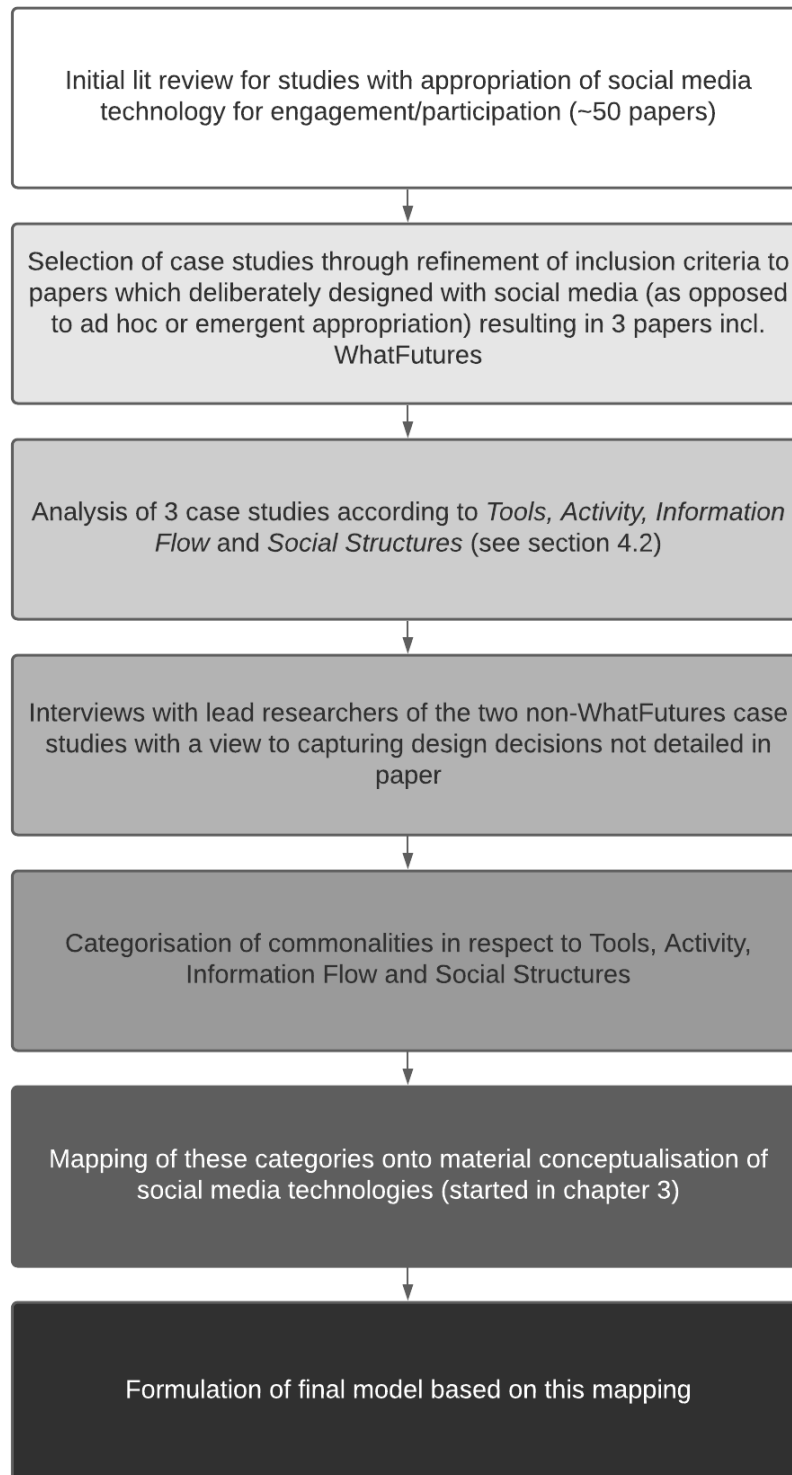 Initial lit review for studies with appropriation of social media
technology for engagement/participation (~50 papers)
Selection of case studies through refinement of inclusion criteria to
papers which deliberately designed with social media (as opposed
to ad hoc or emergent appropriation) resulting in 3 papers incl.
WhatFutures
Analysis of 3 case studies according to Tools, Activity, Information
Flow and Social Structures (see section 4.2)
Interviews with lead researchers of the two non-WhatFutures case
studies with a view to capturing design decisions not detailed in
paper
Categorisation of commonalities in respect to Tools, Activity,
Information Flow and Social Structures
Mapping of these categories onto material conceptualisation of
social media technologies (started in chapter 3)
Formulation of final model based on this mapping